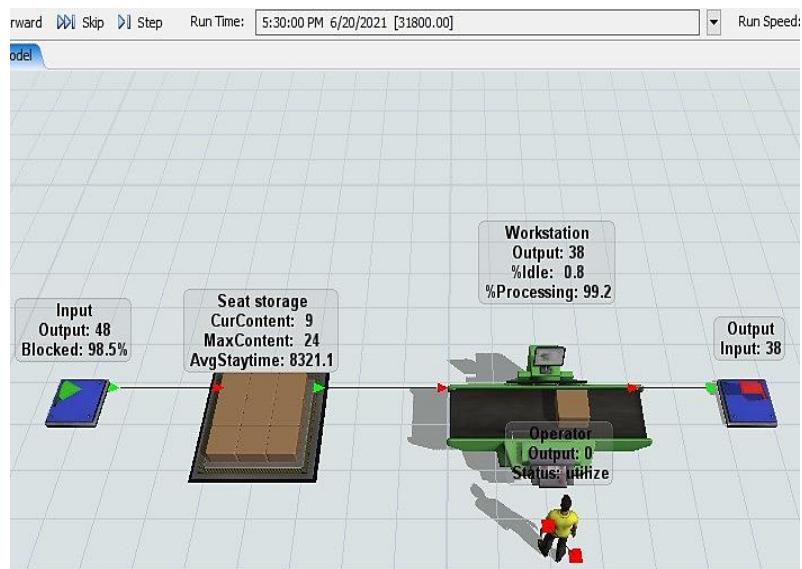 rward Skip Step Run Time: 5:30:00 PM 6/20/2021 [31800.00] Run Speed:
odel
Workstation
Output: 38
%Idle: 0.8
%Processing: 99.2
Seat storage
CurContent: 9
MaxContent: 24
AvgStaytime: 8321.1
Input
Output: 48
Blocked: 98.5%
Output
Input: 38
Operator
Output: 0
Status: utilize